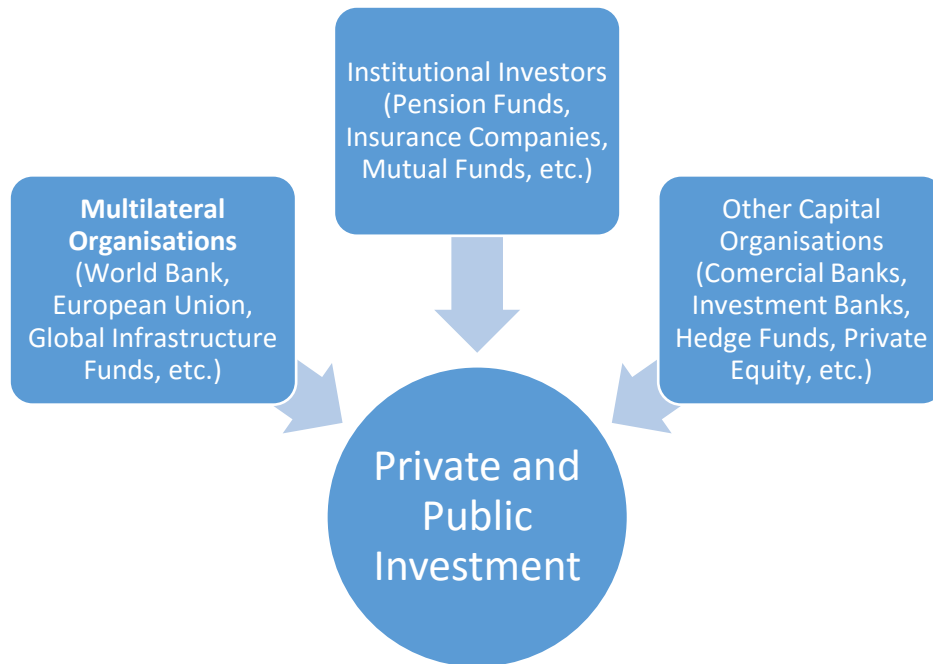 Institutional Investors
(Pension Funds,
Insurance Companies,
Mutual Funds, etc.)
Multilateral
Organisations
(World Bank,
European Union,
Global Infrastructure
Funds, etc.)
Other Capital
Organisations
(Comercial Banks,
Investment Banks,
Hedge Funds, Private
Equity, etc.)
Private and
Public
Investment